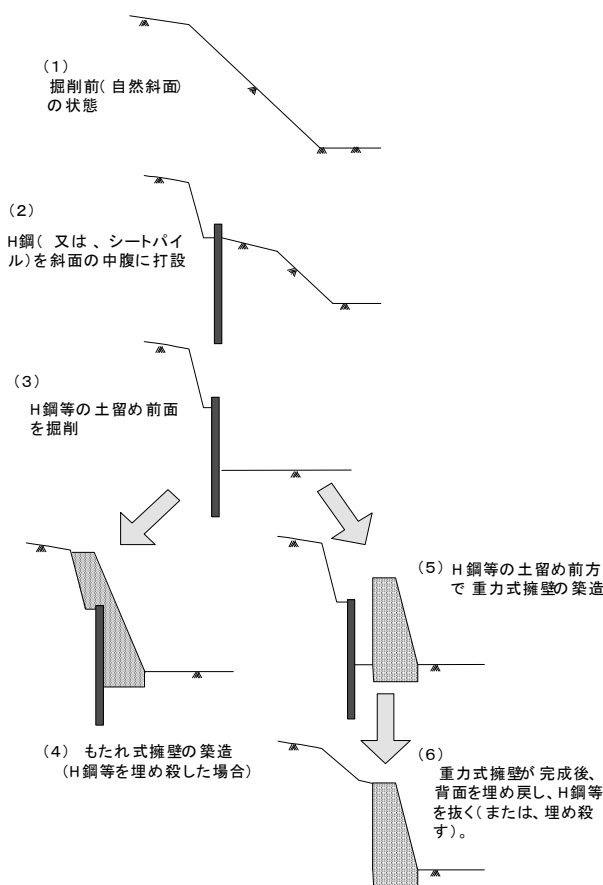 (1)
掘削前(自然斜面)
の状態
(2)
H鋼( 又は 、シートパイ
ル)を斜面の中腹に打設
(3)
H鋼等の土留め前面
を掘削
(5) H鋼等の土留め前方
で 重力式擁壁の築造
(4) もたれ式擁壁の築造
(H鋼等を埋め殺した場合)
(6)
重力式擁壁が 完成後、
背面を埋め戻し、H鋼等
を抜く(または、埋め殺
す)。